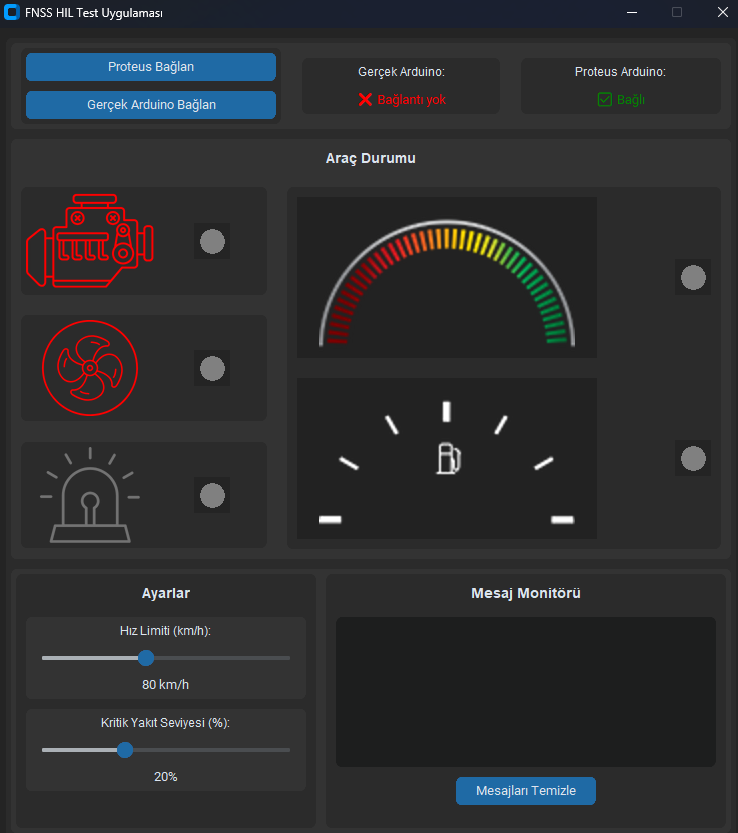 FNSS HIL Test Uygulaması
Proteus Bağlan
Gerçek Arduino Bağlan
Gerçek Arduino:
❌ Bağlantı yok
Proteus Arduino:
☑ Bağlı
Araç Durumu
Ayarlar
Hız Limiti (km/h):
80 km/h
Kritik Yakıt Seviyesi (%):
20%
Mesaj Monitörü
Mesajları Temizle